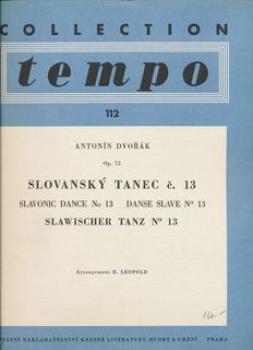 COLLECTION
tempo
112
ANTONÍN DVOŘÁK
Op. 72
SLOVANSKÝ TANEC č. 13
SLAVONIC DANCE No 13 DANSE SLAVE Nº 13
SLAWISCHER TANZ Nº 13
Arrangement B. LEOPOLD
160.-
STÁTNÍ NAKLADATELSTVÍ KRÁSNÉ LITERATURY, HUDBY A UMĚNÍ - PRAHA